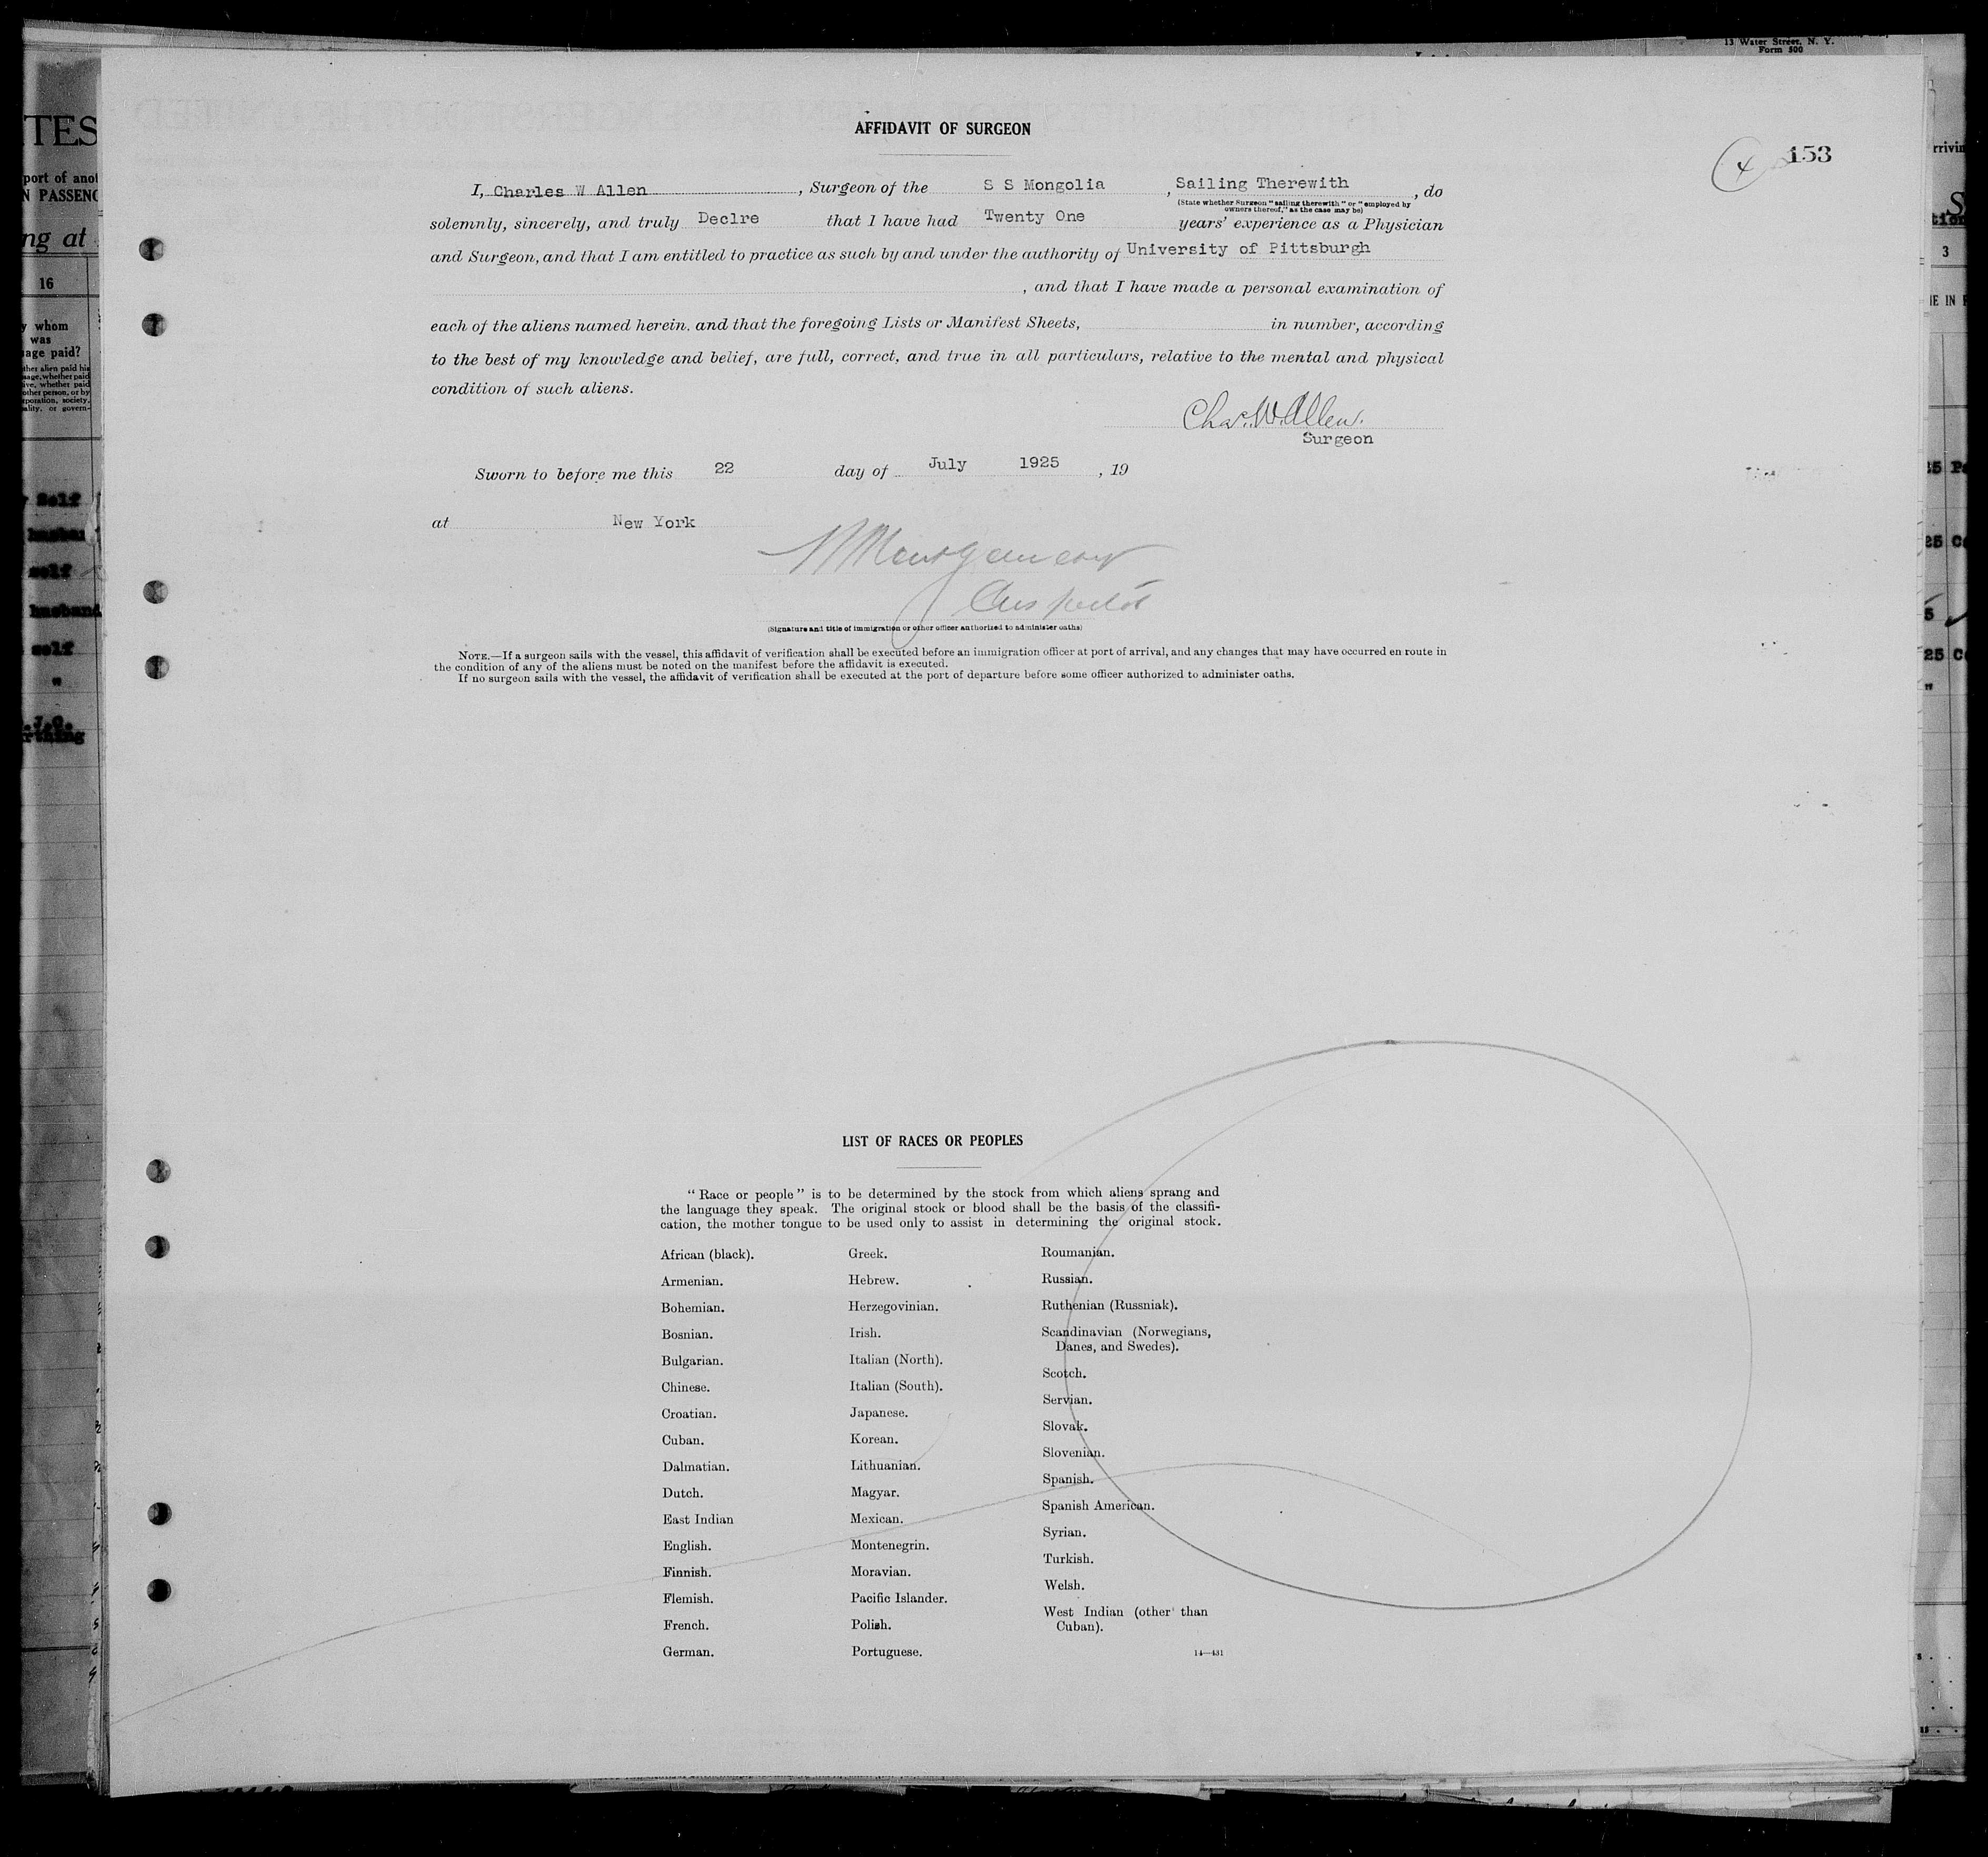 13 Water Street, N. Y.
Form 500
AFFIDAVIT OF SURGEON
4
153
I, Charles W Allen, Surgeon of the S S Mongolia, Sailing Therewith, do
(State whether Surgeon "sailing therewith" or "employed by
owners thereof," as the case may be)
solemnly, sincerely, and truly Declre that I have had Twenty One years' experience as a Physician
and Surgeon, and that I am entitled to practice as such by and under the authority of University of Pittsburgh
, and that I have made a personal examination of
each of the aliens named herein, and that the foregoing Lists or Manifest Sheets, in number, according
to the best of my knowledge and belief, are full, correct, and true in all particulars, relative to the mental and physical
condition of such aliens.
Chas. W. Allen.
Surgeon
Sworn to before me this 22 day of July 1925, 19
at New York
(Signature and title of immigration or other officer authorized to administer oaths)
NOTE.—If a surgeon sails with the vessel, this affidavit of verification shall be executed before an immigration officer at port of arrival, and any changes that may have occurred en route in
the condition of any of the aliens must be noted on the manifest before the affidavit is executed.
If no surgeon sails with the vessel, the affidavit of verification shall be executed at the port of departure before some officer authorized to administer oaths.
LIST OF RACES OR PEOPLES
"Race or people" is to be determined by the stock from which aliens sprang and
the language they speak. The original stock or blood shall be the basis of the classifi-
cation, the mother tongue to be used only to assist in determining the original stock.
African (black).
Armenian.
Bohemian.
Bosnian.
Bulgarian.
Chinese.
Croatian.
Cuban.
Dalmatian.
Dutch.
East Indian
English.
Finnish.
Flemish.
French.
German.
Greek.
Hebrew.
Herzegovinian.
Irish.
Italian (North).
Italian (South).
Japanese.
Korean.
Lithuanian.
Magyar.
Mexican.
Montenegrin.
Moravian.
Pacific Islander.
Polish.
Portuguese.
Roumanian.
Russian.
Ruthenian (Russniak).
Scandinavian (Norwegians,
Danes, and Swedes).
Scotch.
Servian.
Slovak.
Slovenian.
Spanish.
Spanish American.
Syrian.
Turkish.
Welsh.
West Indian (other than
Cuban).
14—431